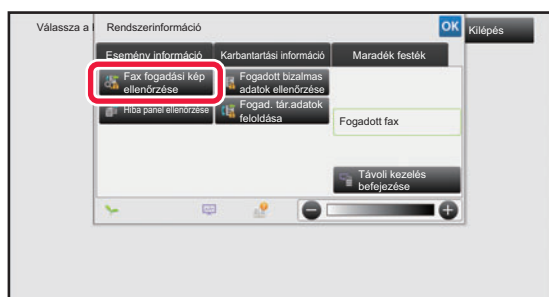 Válassza a
Rendszerinformáció
OK
Kilépés
Esemény információ
Karbantartási információ
Maradék festék
Fax fogadási kép
ellenőrzése
Fogadott bizalmas
adatok ellenőrzése
Hiba panel ellenőrzése
Fogad. tár.adatok
feloldása
Fogadott fax
Távoli kezelés
befejezése